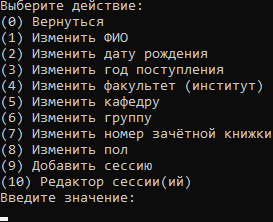 Выберите действие:
(0) Вернуться
(1) Изменить ФИО
(2) Изменить дату рождения
(3) Изменить год поступления
(4) Изменить факультет (институт)
(5) Изменить кафедру
(6) Изменить группу
(7) Изменить номер зачётной книжки
(8) Изменить пол
(9) Добавить сессию
(10) Редактор сессии(ий)
Введите значение: